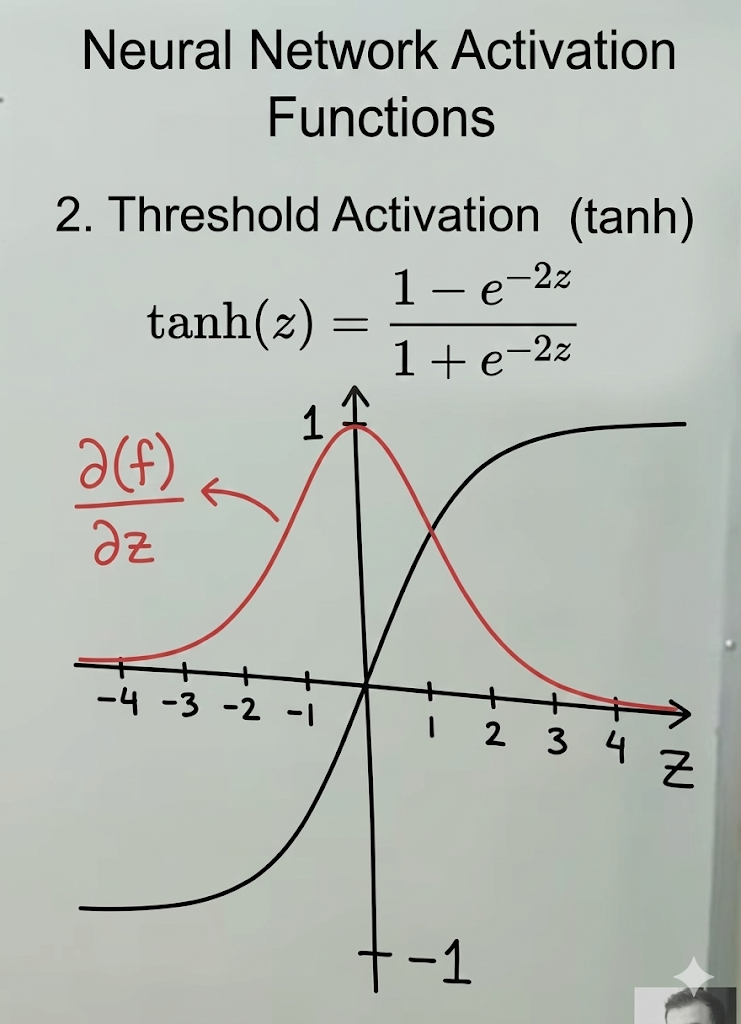 Neural Network Activation
Functions
2. Threshold Activation (tanh)
tanh(z) = \frac{1 − e^{−2z}}{1 + e^{−2z}}
1
∂(f)
∂z
-4 -3 -2 -1 1 2 3 4 Z
-1